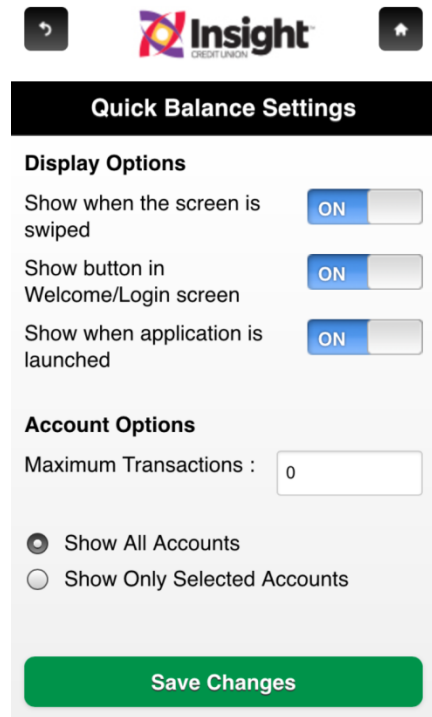 Insight™
CREDIT UNION
Quick Balance Settings
Display Options
Show when the screen is
swiped
ON
Show button in
Welcome/Login screen
ON
Show when application is
launched
ON
Account Options
Maximum Transactions :
0
Show All Accounts
Show Only Selected Accounts
Save Changes